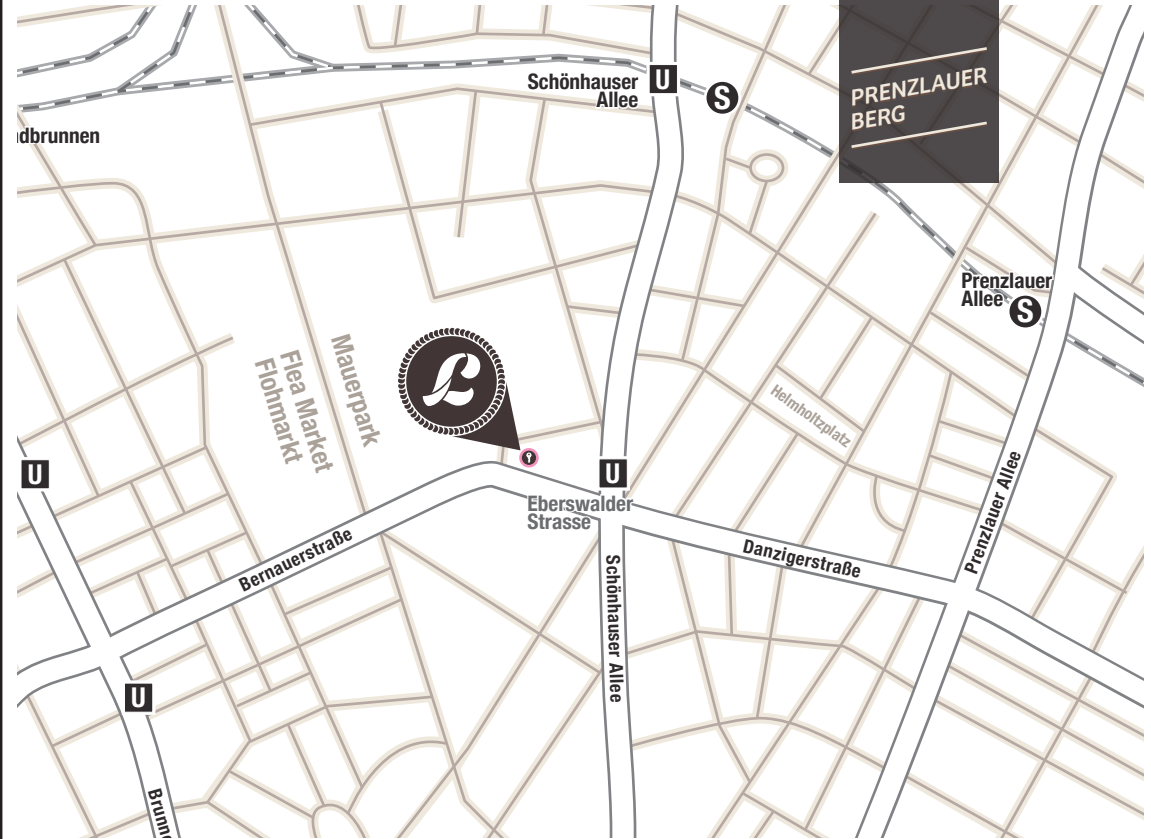 Schönhauser
Allee
U
S
PRENZLAUER
BERG
dbrunnen
Prenzlauer
Allee
S
Mauerpark
Flea Market
Flohmarkt
L
Helmholtzplatz
U
U
Eberswalder
Strasse
Prenzlauer Allee
Bernauerstraße
Danzigerstraße
Schönhauser Allee
U
Brunn